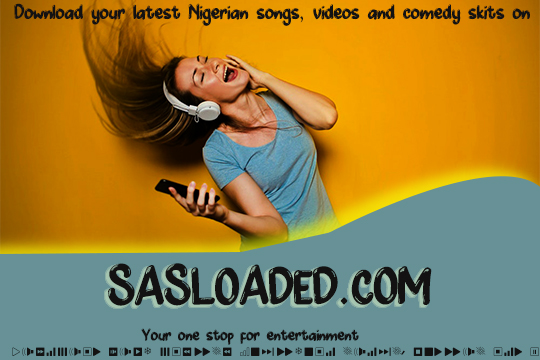 Download your latest Nigerian songs, videos and comedy skits on
SASLOADED.COM
Your one stop for entertainment